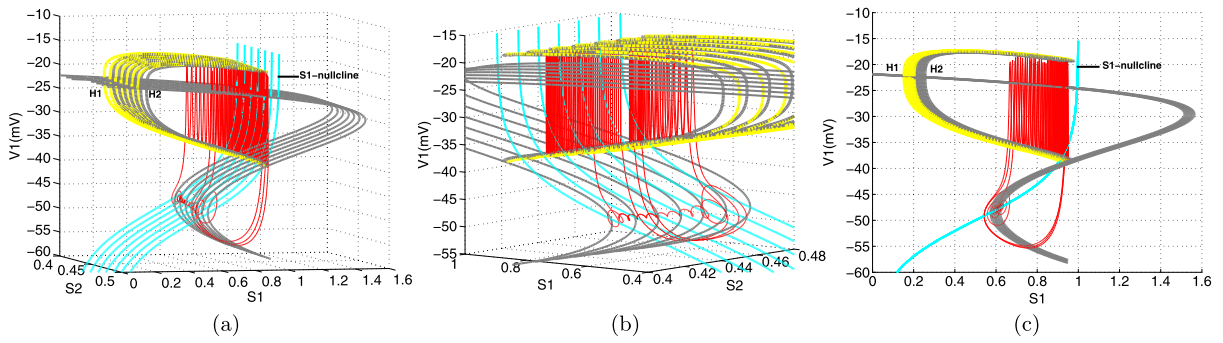 −10
−15
−20
−25
−30
−35
−40
−45
−50
−55
−60
V1(mV)
H1
H2
S1−nullcline
0.4
0.45
0.5
S2
0 0.2 0.4 0.6 0.8 1 1.2 1.4 1.6
S1
(a)
−15
−20
−25
−30
−35
−40
−45
−50
−55
V1(mV)
1 0.8 0.6 0.4
S1
0.4 0.42 0.44 0.46 0.48
S2
(b)
−10
−15
−20
−25
−30
−35
−40
−45
−50
−55
−60
V1(mV)
H1
H2
S1−nullcline
0 0.2 0.4 0.6 0.8 1 1.2 1.4 1.6
S1
(c)